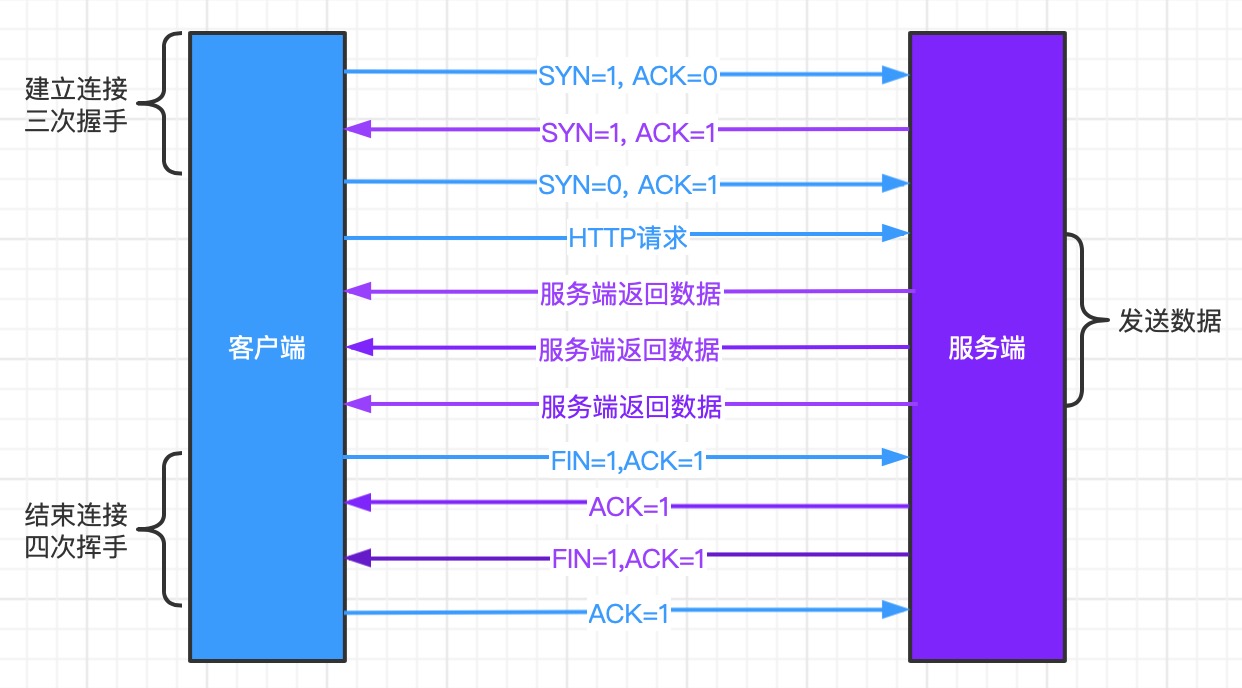 建立连接
三次握手
SYN=1, ACK=0
SYN=1, ACK=1
SYN=0, ACK=1
HTTP请求
服务端返回数据
客户端
服务端返回数据
服务端
发送数据
服务端返回数据
FIN=1,ACK=1
ACK=1
结束连接
四次挥手
FIN=1,ACK=1
ACK=1